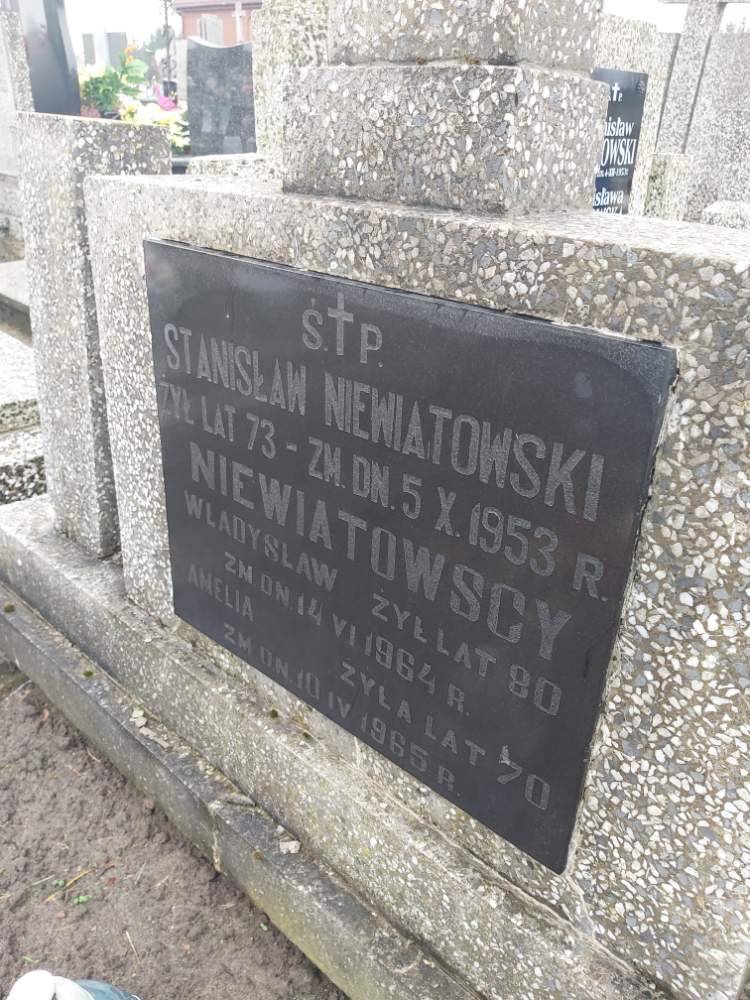 Ś.†P.
STANISŁAW NIEWIATOWSKI
ŻYŁ LAT 73 - ZM. DN. 5 X. 1953 R.
NIEWIATOWSCY
WŁADYSŁAW ŻYŁ LAT 80
ZM DN. 14 VI 1964 R.
AMELIA ŻYŁA LAT 70
ZM DN. 10 IV 1965 R.